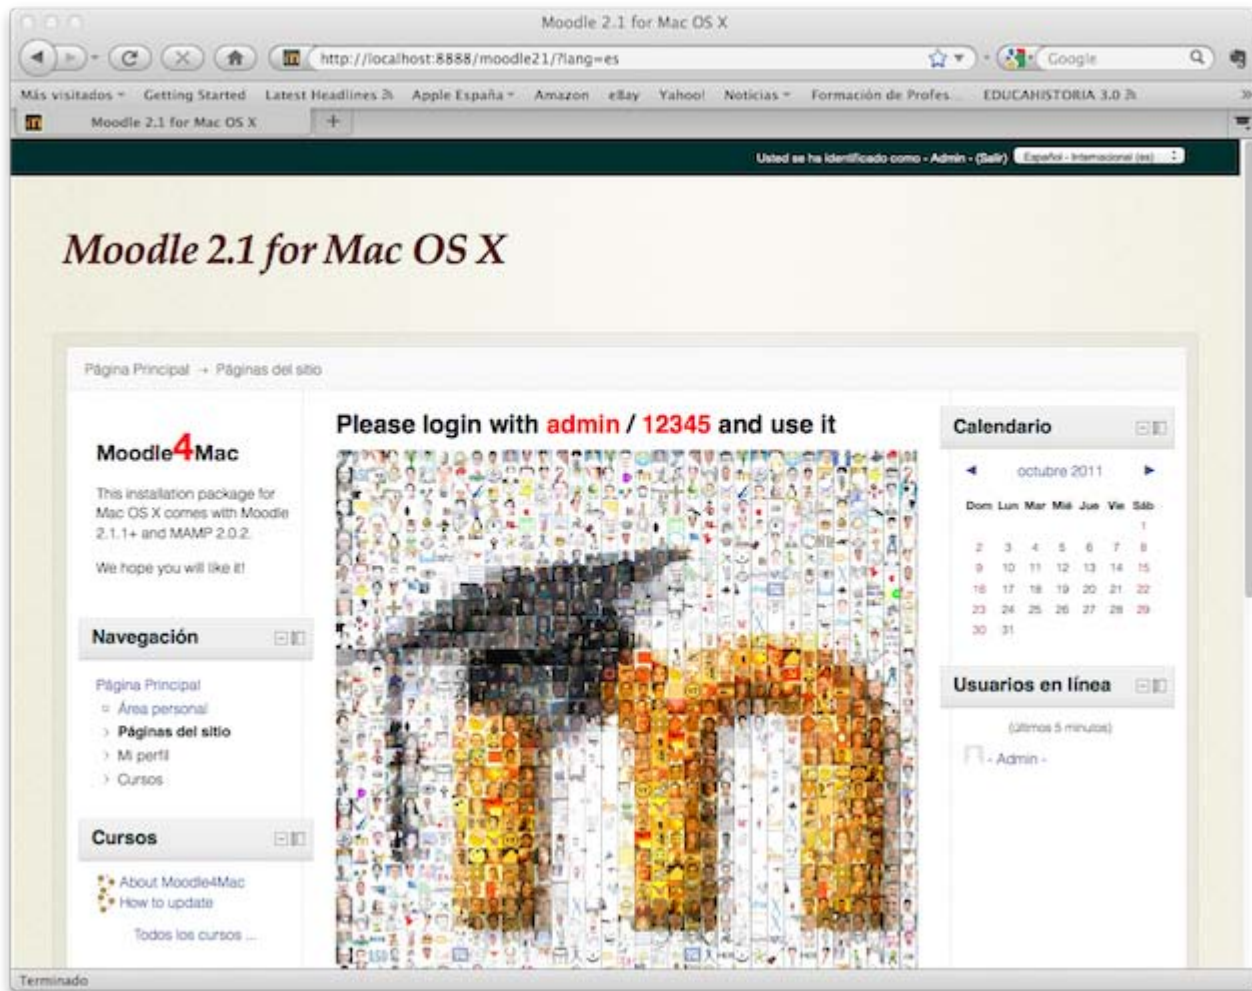 Moodle 2.1 for Mac OS X
http://localhost:8888/moodle21/?lang=es
Google
Más visitados Getting Started Latest Headlines Apple España Amazon eBay Yahoo! Noticias Formación de Profes... EDUCAHISTORIA 3.0
Moodle 2.1 for Mac OS X +
Usted se ha identificado como - Admin - (Salir) Español - Internacional (es)
Moodle 2.1 for Mac OS X
Página Principal → Páginas del sitio
Moodle4Mac
This installation package for
Mac OS X comes with Moodle
2.1.1+ and MAMP 2.0.2.
We hope you will like it!
Navegación
Página Principal
Área personal
Páginas del sitio
Mi perfil
Cursos
Cursos
About Moodle4Mac
How to update
Todos los cursos ...
Please login with admin / 12345 and use it
Calendario
◄ octubre 2011 ►
Dom Lun Mar Mié Jue Vie Sáb
1
2 3 4 5 6 7 8
9 10 11 12 13 14 15
16 17 18 19 20 21 22
23 24 25 26 27 28 29
30 31
Usuarios en línea
(últimos 5 minutos)
- Admin -
Terminado